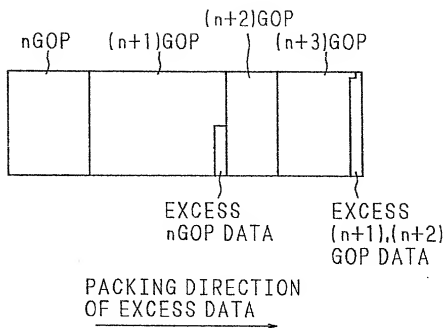 (n+2)GOP
nGOP (n+1)GOP (n+3)GOP
EXCESS
nGOP DATA
EXCESS
(n+1),(n+2)
GOP DATA
PACKING DIRECTION
OF EXCESS DATA